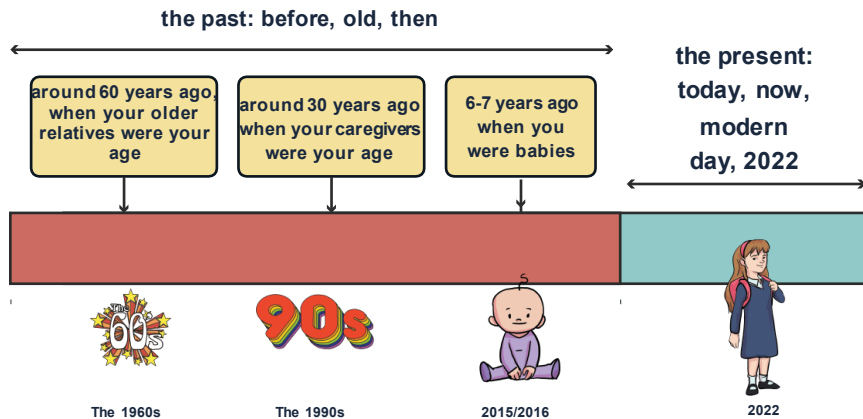 the past: before, old, then
the present:
today, now,
modern
day, 2022
around 60 years ago,
when your older
relatives were your
age
around 30 years ago
when your caregivers
were your age
6-7 years ago
when you
were babies
The
60's
90s
The 1960s
The 1990s
2015/2016
2022